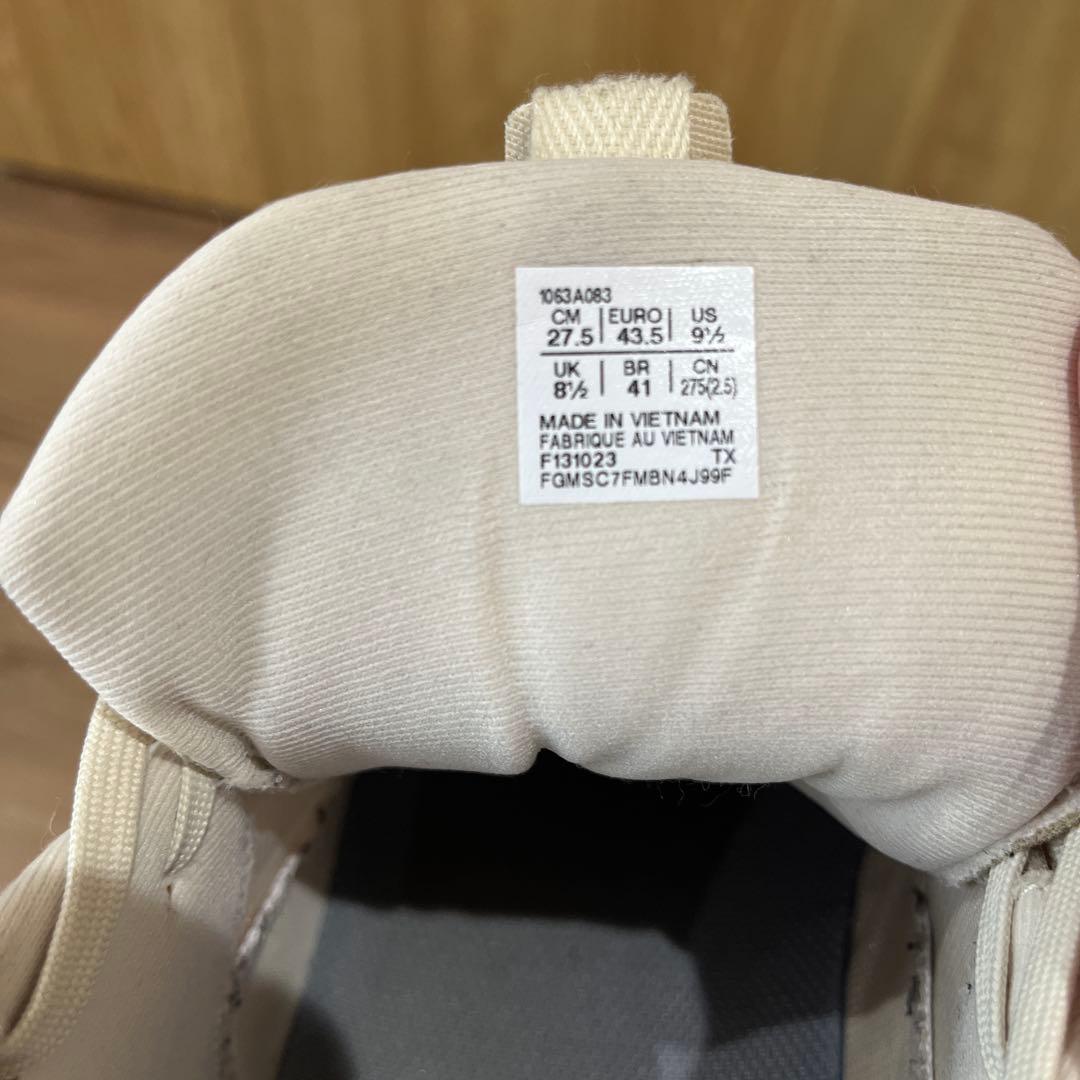 1063A083
CM | EURO | US
27.5 | 43.5 | 9½
UK | BR | CN
8½ | 41 | 275(2.5)
MADE IN VIETNAM
FABRIQUE AU VIETNAM
F131023 TX
FGMSC7FMBN4J99F